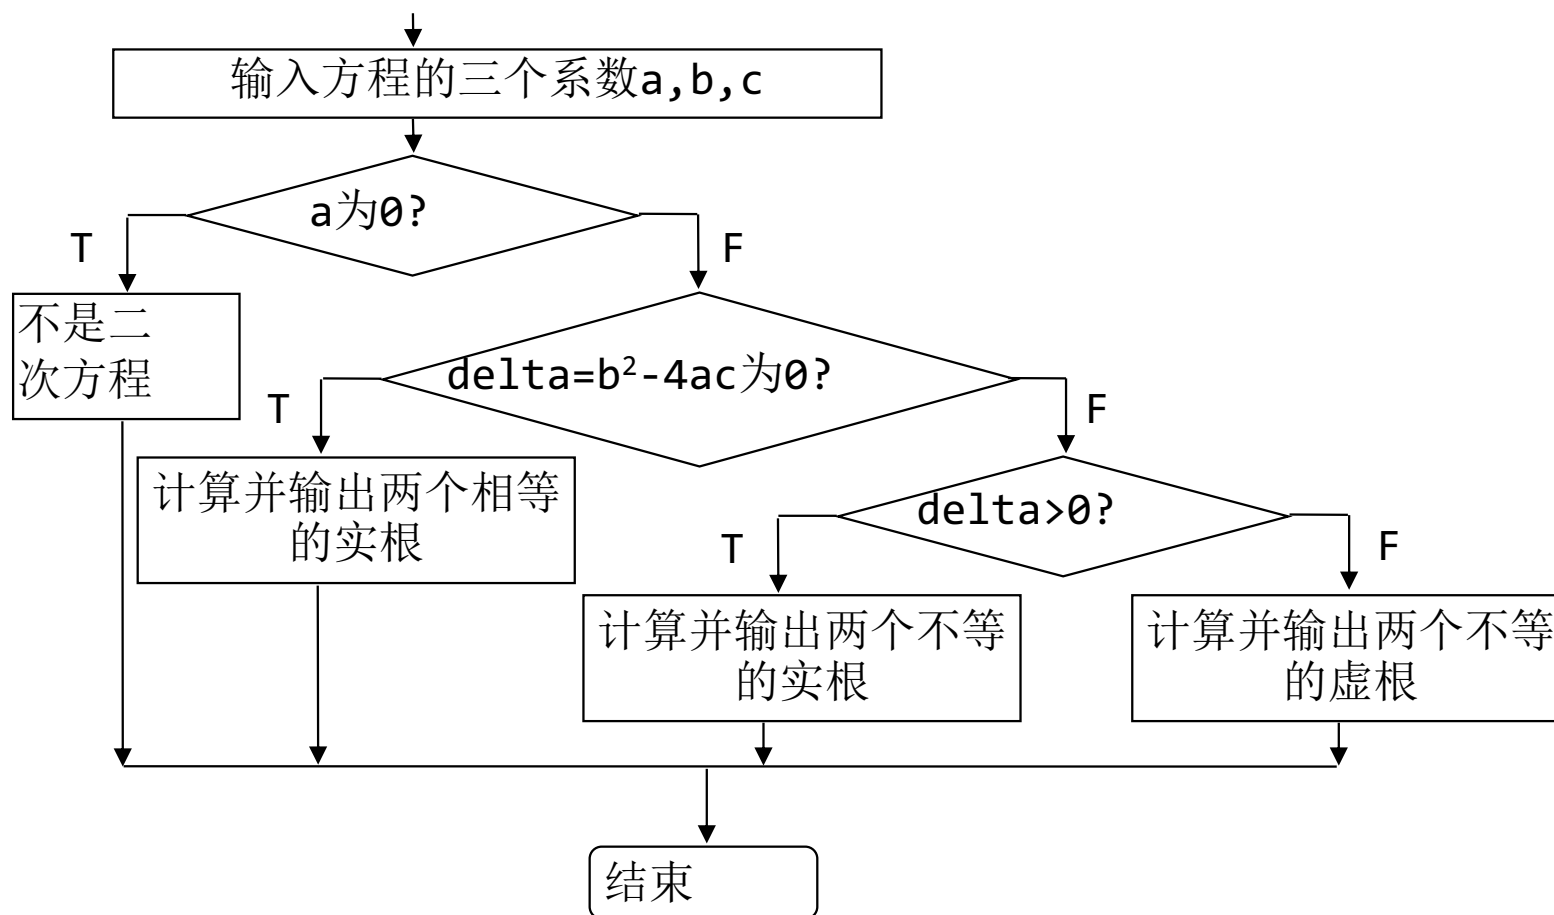 输入方程的三个系数a,b,c
a为0?
T
F
不是二
次方程
delta=b²-4ac为0?
T
F
计算并输出两个相等
的实根
delta>0?
T
F
计算并输出两个不等
的实根
计算并输出两个不等
的虚根
结束